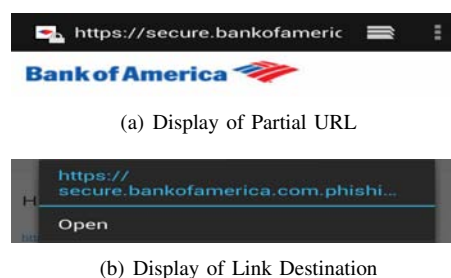 https://secure.bankofameric
Bank of America
(a) Display of Partial URL
https://
secure.bankofamerica.com.phishi...
H
Open
htt
(b) Display of Link Destination